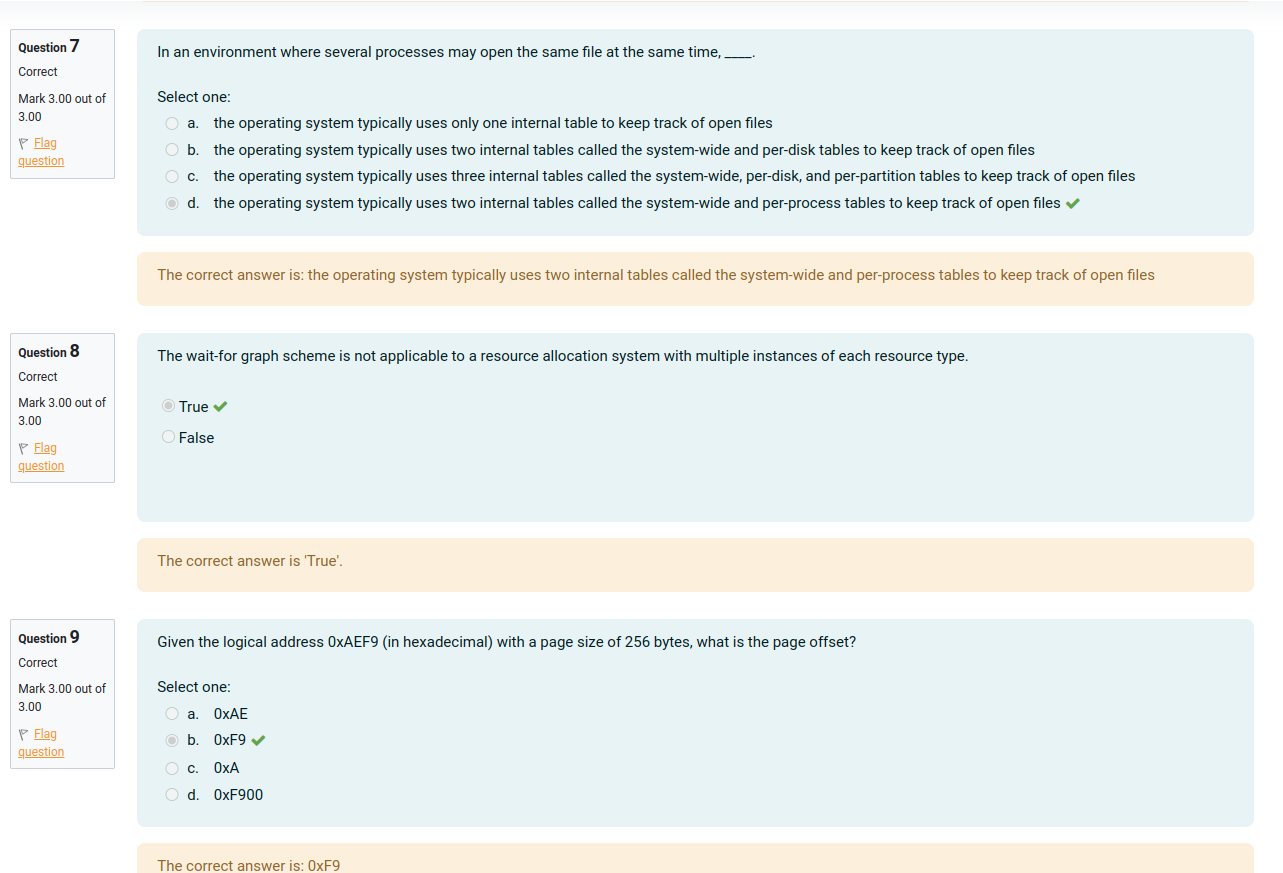 Question 7
Correct
Mark 3.00 out of
3.00
Flag
question
In an environment where several processes may open the same file at the same time, ____.
Select one:
a. the operating system typically uses only one internal table to keep track of open files
b. the operating system typically uses two internal tables called the system-wide and per-disk tables to keep track of open files
c. the operating system typically uses three internal tables called the system-wide, per-disk, and per-partition tables to keep track of open files
d. the operating system typically uses two internal tables called the system-wide and per-process tables to keep track of open files
The correct answer is: the operating system typically uses two internal tables called the system-wide and per-process tables to keep track of open files
Question 8
Correct
Mark 3.00 out of
3.00
Flag
question
The wait-for graph scheme is not applicable to a resource allocation system with multiple instances of each resource type.
True
False
The correct answer is 'True'.
Question 9
Correct
Mark 3.00 out of
3.00
Flag
question
Given the logical address 0xAEF9 (in hexadecimal) with a page size of 256 bytes, what is the page offset?
Select one:
a. 0xAE
b. 0xF9
c. 0xA
d. 0xF900
The correct answer is: 0xF9